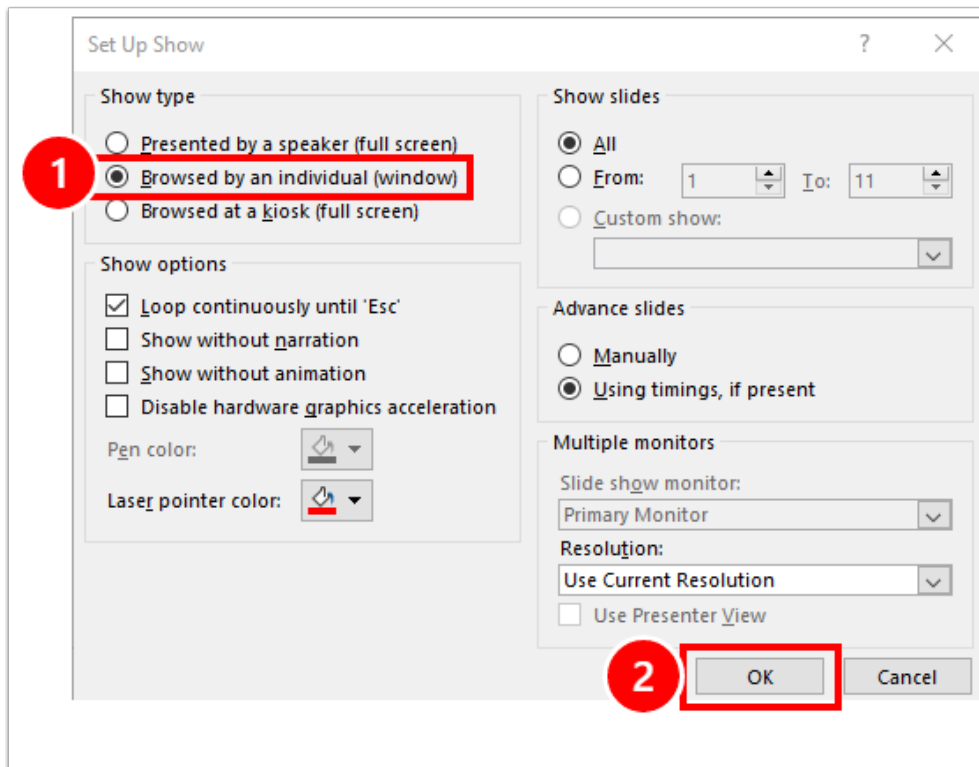 Set Up Show
?
Show type
Presented by a speaker (full screen)
1
Browsed by an individual (window)
Browsed at a kiosk (full screen)
Show options
Loop continuously until 'Esc'
Show without narration
Show without animation
Disable hardware graphics acceleration
Pen color:
Laser pointer color:
Show slides
All
From: 1 To: 11
Custom show:
Advance slides
Manually
Using timings, if present
Multiple monitors
Slide show monitor:
Primary Monitor
Resolution:
Use Current Resolution
Use Presenter View
2
OK Cancel